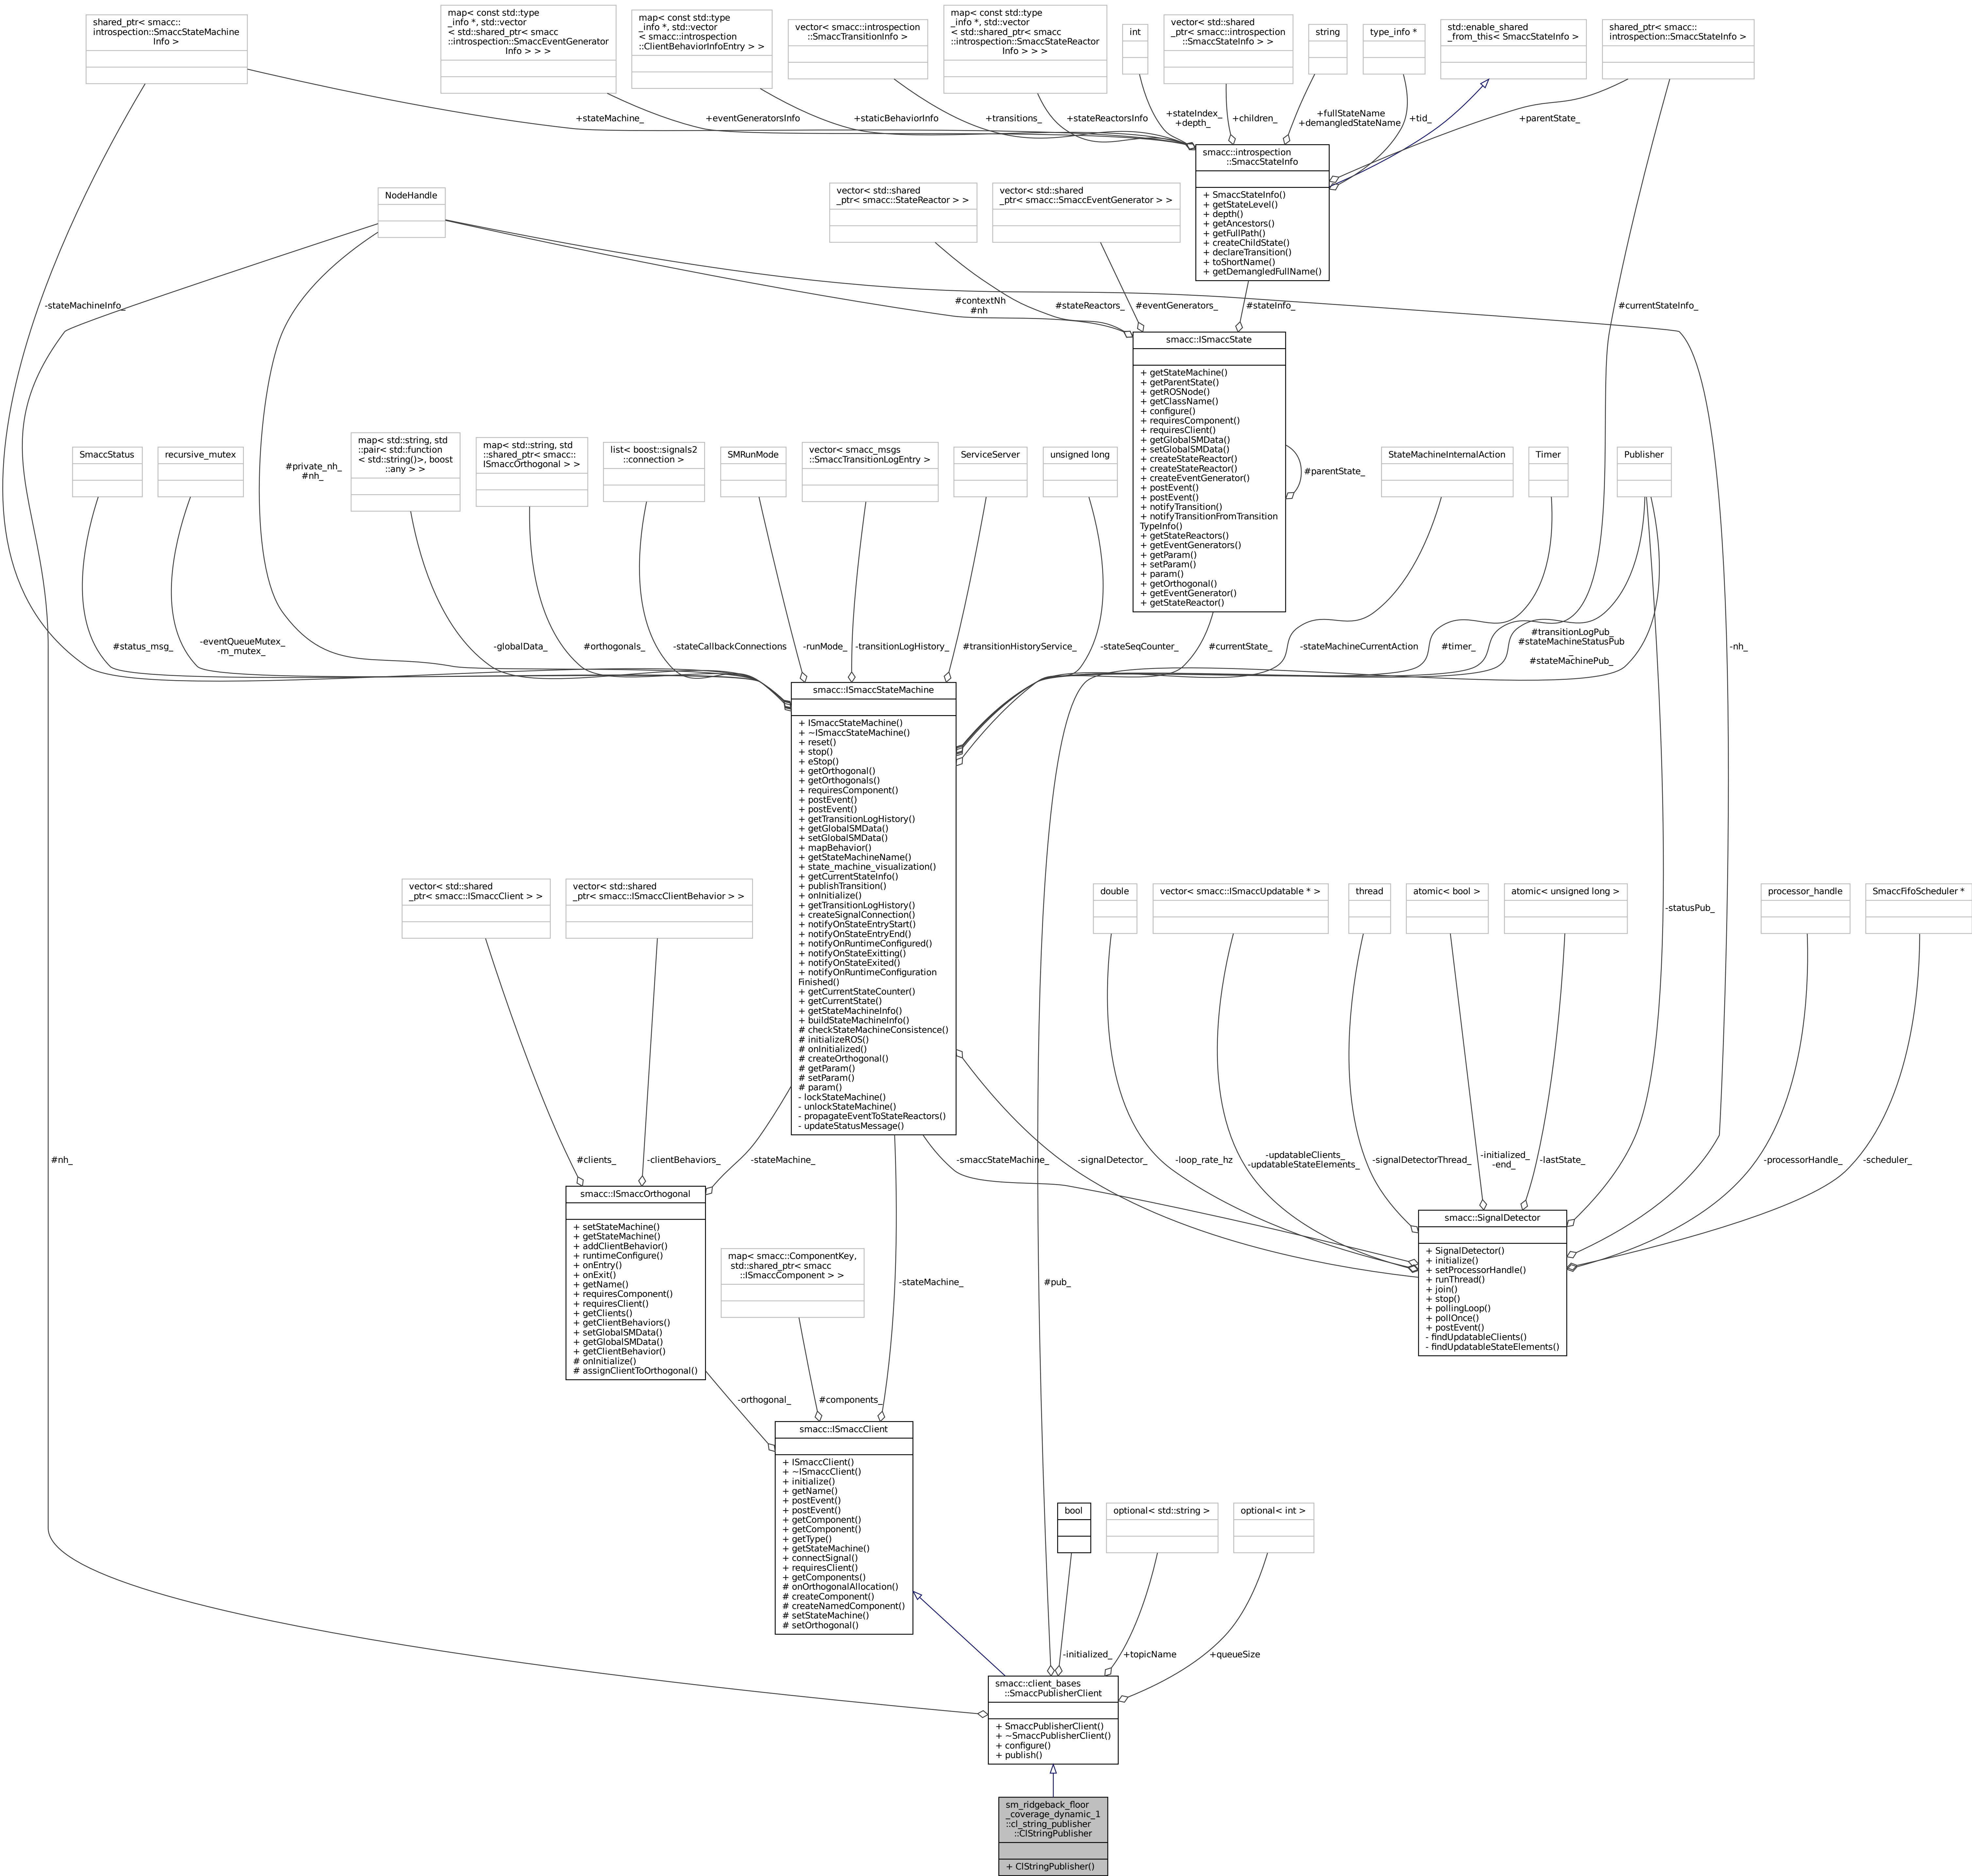 shared_ptr< smacc::
introspection::SmaccStateMachine
Info >
map< const std::type
_info *, std::vector
< std::shared_ptr< smacc
::introspection::SmaccEventGenerator
Info > > >
map< const std::type
_info *, std::vector
< smacc::introspection
::ClientBehaviorInfoEntry > >
vector< smacc::introspection
::SmaccTransitionInfo >
map< const std::type
_info *, std::vector
< std::shared_ptr< smacc
::introspection::SmaccStateReactor
Info > > >
int
vector< std::shared
_ptr< smacc::introspection
::SmaccStateInfo > >
string
type_info *
std::enable_shared
_from_this< SmaccStateInfo >
shared_ptr< smacc::
introspection::SmaccStateInfo >
+stateMachine_
+eventGeneratorsInfo
+staticBehaviorInfo
+transitions_
+stateReactorsInfo
+stateIndex_
+depth_
+children_
+fullStateName
+demangledStateName
+tid_
+parentState_
smacc::introspection
::SmaccStateInfo
+ SmaccStateInfo()
+ getStateLevel()
+ depth()
+ getAncestors()
+ getFullPath()
+ createChildState()
+ declareTransition()
+ toShortName()
+ getDemangledFullName()
NodeHandle
vector< std::shared
_ptr< smacc::StateReactor > >
vector< std::shared
_ptr< smacc::SmaccEventGenerator > >
-stateMachineInfo_
#contextNh
#nh
#stateReactors_
#eventGenerators_
#stateInfo_
#currentStateInfo_
smacc::ISmaccState
+ getStateMachine()
+ getParentState()
+ getROSNode()
+ getClassName()
+ configure()
+ requiresComponent()
+ requiresClient()
+ getGlobalSMData()
+ setGlobalSMData()
+ createStateReactor()
+ createStateReactor()
+ createEventGenerator()
+ postEvent()
+ postEvent()
+ notifyTransition()
+ notifyTransitionFromTransition
TypeInfo()
+ getStateReactors()
+ getEventGenerators()
+ getParam()
+ setParam()
+ param()
+ getOrthogonal()
+ getEventGenerator()
+ getStateReactor()
#parentState_
SmaccStatus
recursive_mutex
#private_nh_
#nh_
map< std::string, std
::pair< std::function
< std::string()>, boost
::any > >
map< std::string, std
::shared_ptr< smacc::
ISmaccOrthogonal > >
list< boost::signals2
::connection >
SMRunMode
vector< smacc_msgs
::SmaccTransitionLogEntry >
ServiceServer
unsigned long
StateMachineInternalAction
Timer
Publisher
#status_msg_
-eventQueueMutex_
-m_mutex_
-globalData_
#orthogonals_
-stateCallbackConnections
-runMode_
-transitionLogHistory_
#transitionHistoryService_
-stateSeqCounter_
#currentState_
-stateMachineCurrentAction
#timer_
#transitionLogPub_
#stateMachineStatusPub
_
#stateMachinePub_
-nh_
smacc::ISmaccStateMachine
+ ISmaccStateMachine()
+ ~ISmaccStateMachine()
+ reset()
+ stop()
+ eStop()
+ getOrthogonal()
+ getOrthogonals()
+ requiresComponent()
+ postEvent()
+ postEvent()
+ getTransitionLogHistory()
+ getGlobalSMData()
+ setGlobalSMData()
+ mapBehavior()
+ getStateMachineName()
+ state_machine_visualization()
+ getCurrentStateInfo()
+ publishTransition()
+ onInitialize()
+ getTransitionLogHistory()
+ createSignalConnection()
+ notifyOnStateEntryStart()
+ notifyOnStateEntryEnd()
+ notifyOnRuntimeConfigured()
+ notifyOnStateExitting()
+ notifyOnStateExited()
+ notifyOnRuntimeConfiguration
Finished()
+ getCurrentStateCounter()
+ getCurrentState()
+ getStateMachineInfo()
+ buildStateMachineInfo()
# checkStateMachineConsistence()
# initializeROS()
# onInitialized()
# createOrthogonal()
# getParam()
# setParam()
# param()
- lockStateMachine()
- unlockStateMachine()
- propagateEventToStateReactors()
- updateStatusMessage()
vector< std::shared
_ptr< smacc::ISmaccClient > >
vector< std::shared
_ptr< smacc::ISmaccClientBehavior > >
double
vector< smacc::ISmaccUpdatable * >
thread
atomic< bool >
atomic< unsigned long >
-statusPub_
processor_handle
SmaccFifoScheduler *
#nh_
#clients_
-clientBehaviors_
-stateMachine_
-smaccStateMachine_
-signalDetector_
-loop_rate_hz
-updatableClients_
-updatableStateElements_
-signalDetectorThread_
-initialized_
-end_
-lastState_
-processorHandle_
-scheduler_
smacc::ISmaccOrthogonal
+ setStateMachine()
+ getStateMachine()
+ addClientBehavior()
+ runtimeConfigure()
+ onEntry()
+ onExit()
+ getName()
+ requiresComponent()
+ requiresClient()
+ getClients()
+ getClientBehaviors()
+ setGlobalSMData()
+ getGlobalSMData()
+ getClientBehavior()
# onInitialize()
# assignClientToOrthogonal()
smacc::SignalDetector
+ SignalDetector()
+ initialize()
+ setProcessorHandle()
+ runThread()
+ join()
+ stop()
+ pollingLoop()
+ pollOnce()
+ postEvent()
- findUpdatableClients()
- findUpdatableStateElements()
map< smacc::ComponentKey,
std::shared_ptr< smacc
::ISmaccComponent > >
-stateMachine_
#pub_
-orthogonal_
#components_
smacc::ISmaccClient
+ ISmaccClient()
+ ~ISmaccClient()
+ initialize()
+ getName()
+ postEvent()
+ postEvent()
+ getComponent()
+ getComponent()
+ getType()
+ getStateMachine()
+ connectSignal()
+ requiresClient()
+ getComponents()
# onOrthogonalAllocation()
# createComponent()
# createNamedComponent()
# setStateMachine()
# setOrthogonal()
bool
optional< std::string >
optional< int >
-initialized_
+topicName
+queueSize
smacc::client_bases
::SmaccPublisherClient
+ SmaccPublisherClient()
+ ~SmaccPublisherClient()
+ configure()
+ publish()
sm_ridgeback_floor
_coverage_dynamic_1
::cl_string_publisher
::ClStringPublisher
+ ClStringPublisher()